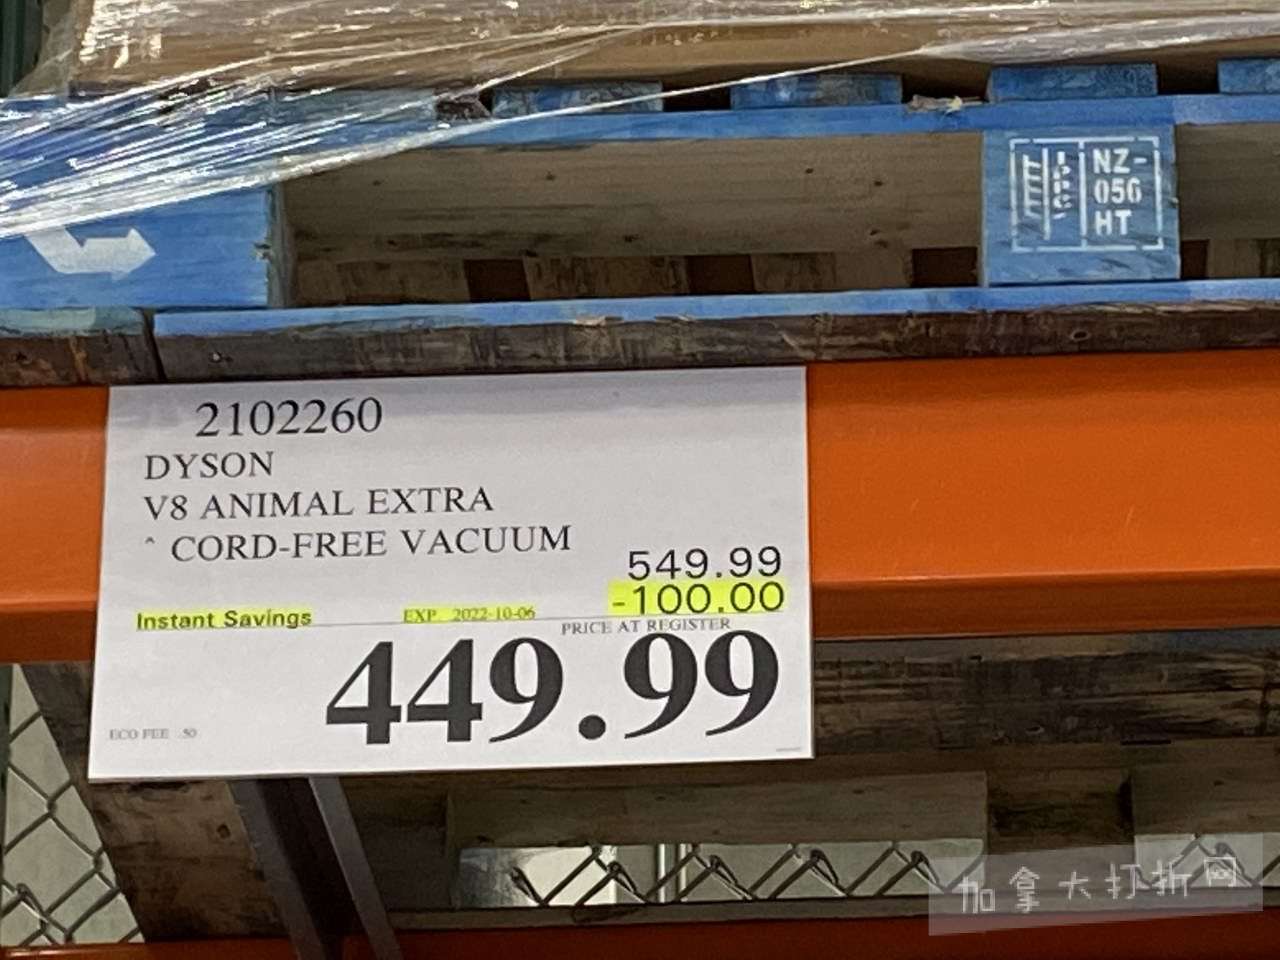 NZ-
056
HT
2102260
DYSON
V8 ANIMAL EXTRA
^ CORD-FREE VACUUM
549.99
-100.00
Instant Savings EXP. 2022-10-06
PRICE AT REGISTER
449.99
ECO FEE .50
加拿大打折网